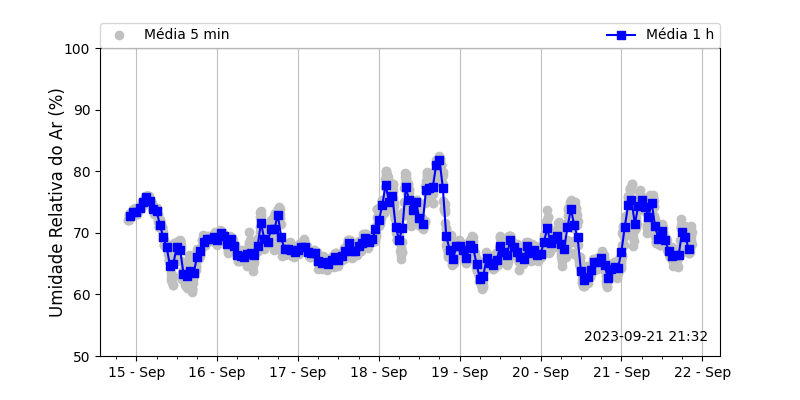 Média 5 min
Média 1 h
100
90
80
70
60
50
Umidade Relativa do Ar (%)
2023-09-21 21:32
15 - Sep
16 - Sep
17 - Sep
18 - Sep
19 - Sep
20 - Sep
21 - Sep
22 - Sep